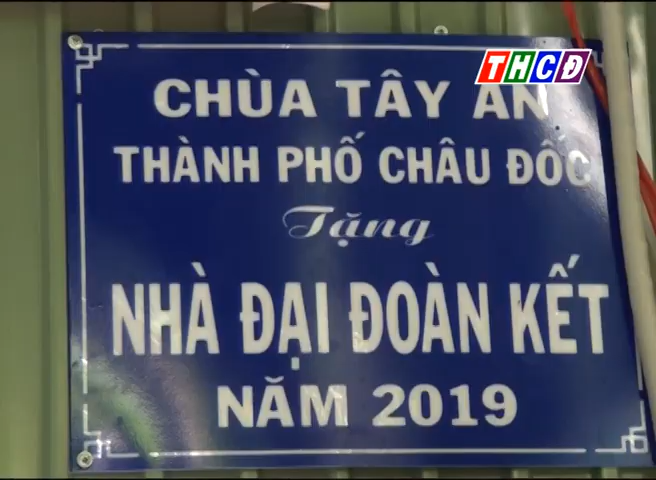 THCĐ
CHÙA TÂY AN
THÀNH PHỐ CHÂU ĐỐC
Tặng
NHÀ ĐẠI ĐOÀN KẾT
NĂM 2019